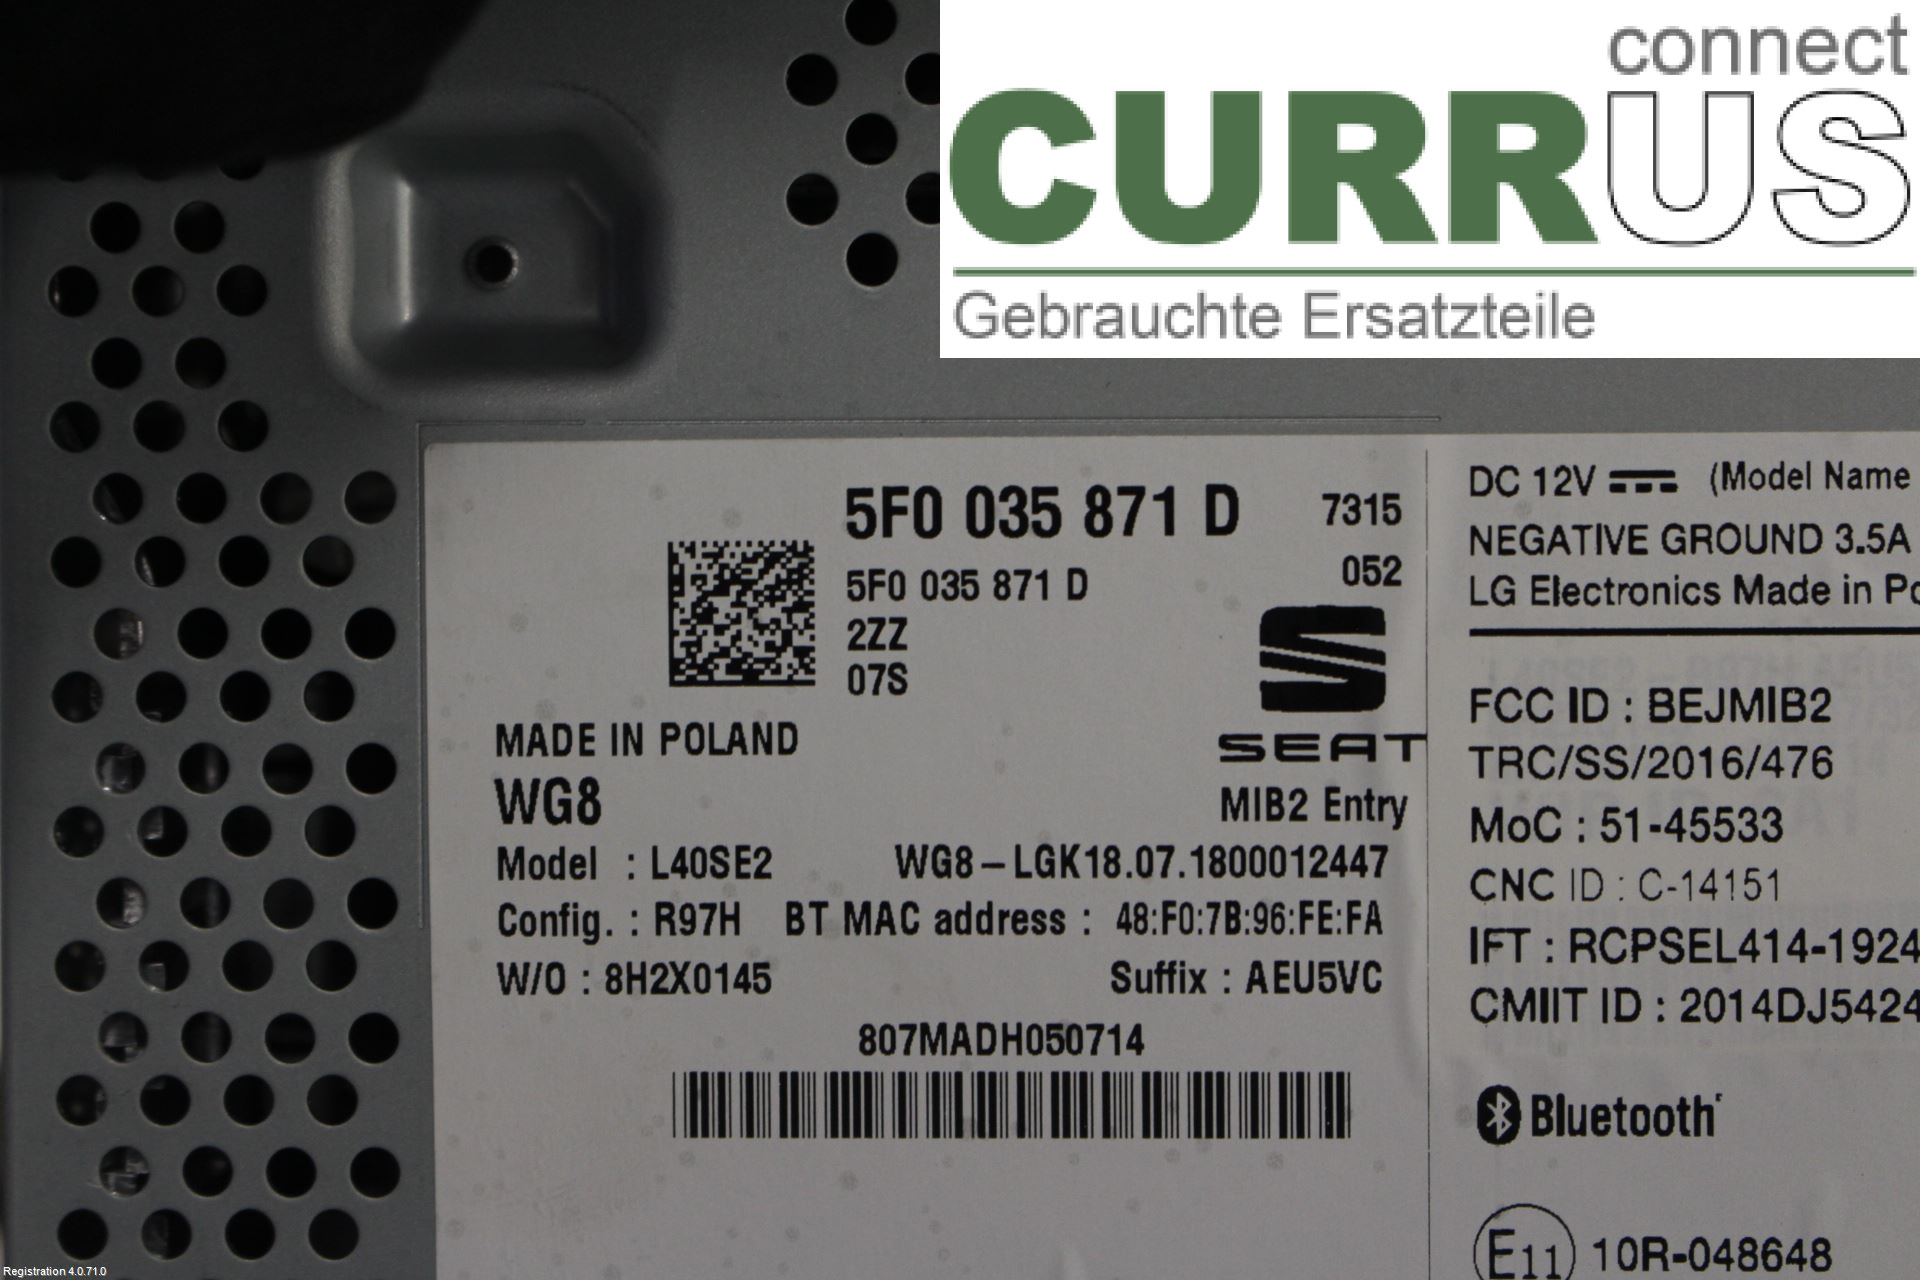 connect
CURRUS
Gebrauchte Ersatzteile
5F0 035 871 D 7315
5F0 035 871 D 052
2ZZ
07S
SEAT
MADE IN POLAND
WG8
MIB2 Entry
Model : L40SE2 WG8-LGK18.07.1800012447
Config. : R97H BT MAC address : 48:F0:7B:96:FE:FA
W/O : 8H2X0145 Suffix : AEU5VC
807MADH050714
DC 12V (Model Name
NEGATIVE GROUND 3.5A
LG Electronics Made in
FCC ID : BEJMIB2
TRC/SS/2016/476
MoC : 51-45533
CNC ID : C-14151
IFT : RCPSEL414-1924
CMIIT ID : 2014DJ5424
Bluetooth
E11 10R-048648
Registration 4.0.71.0